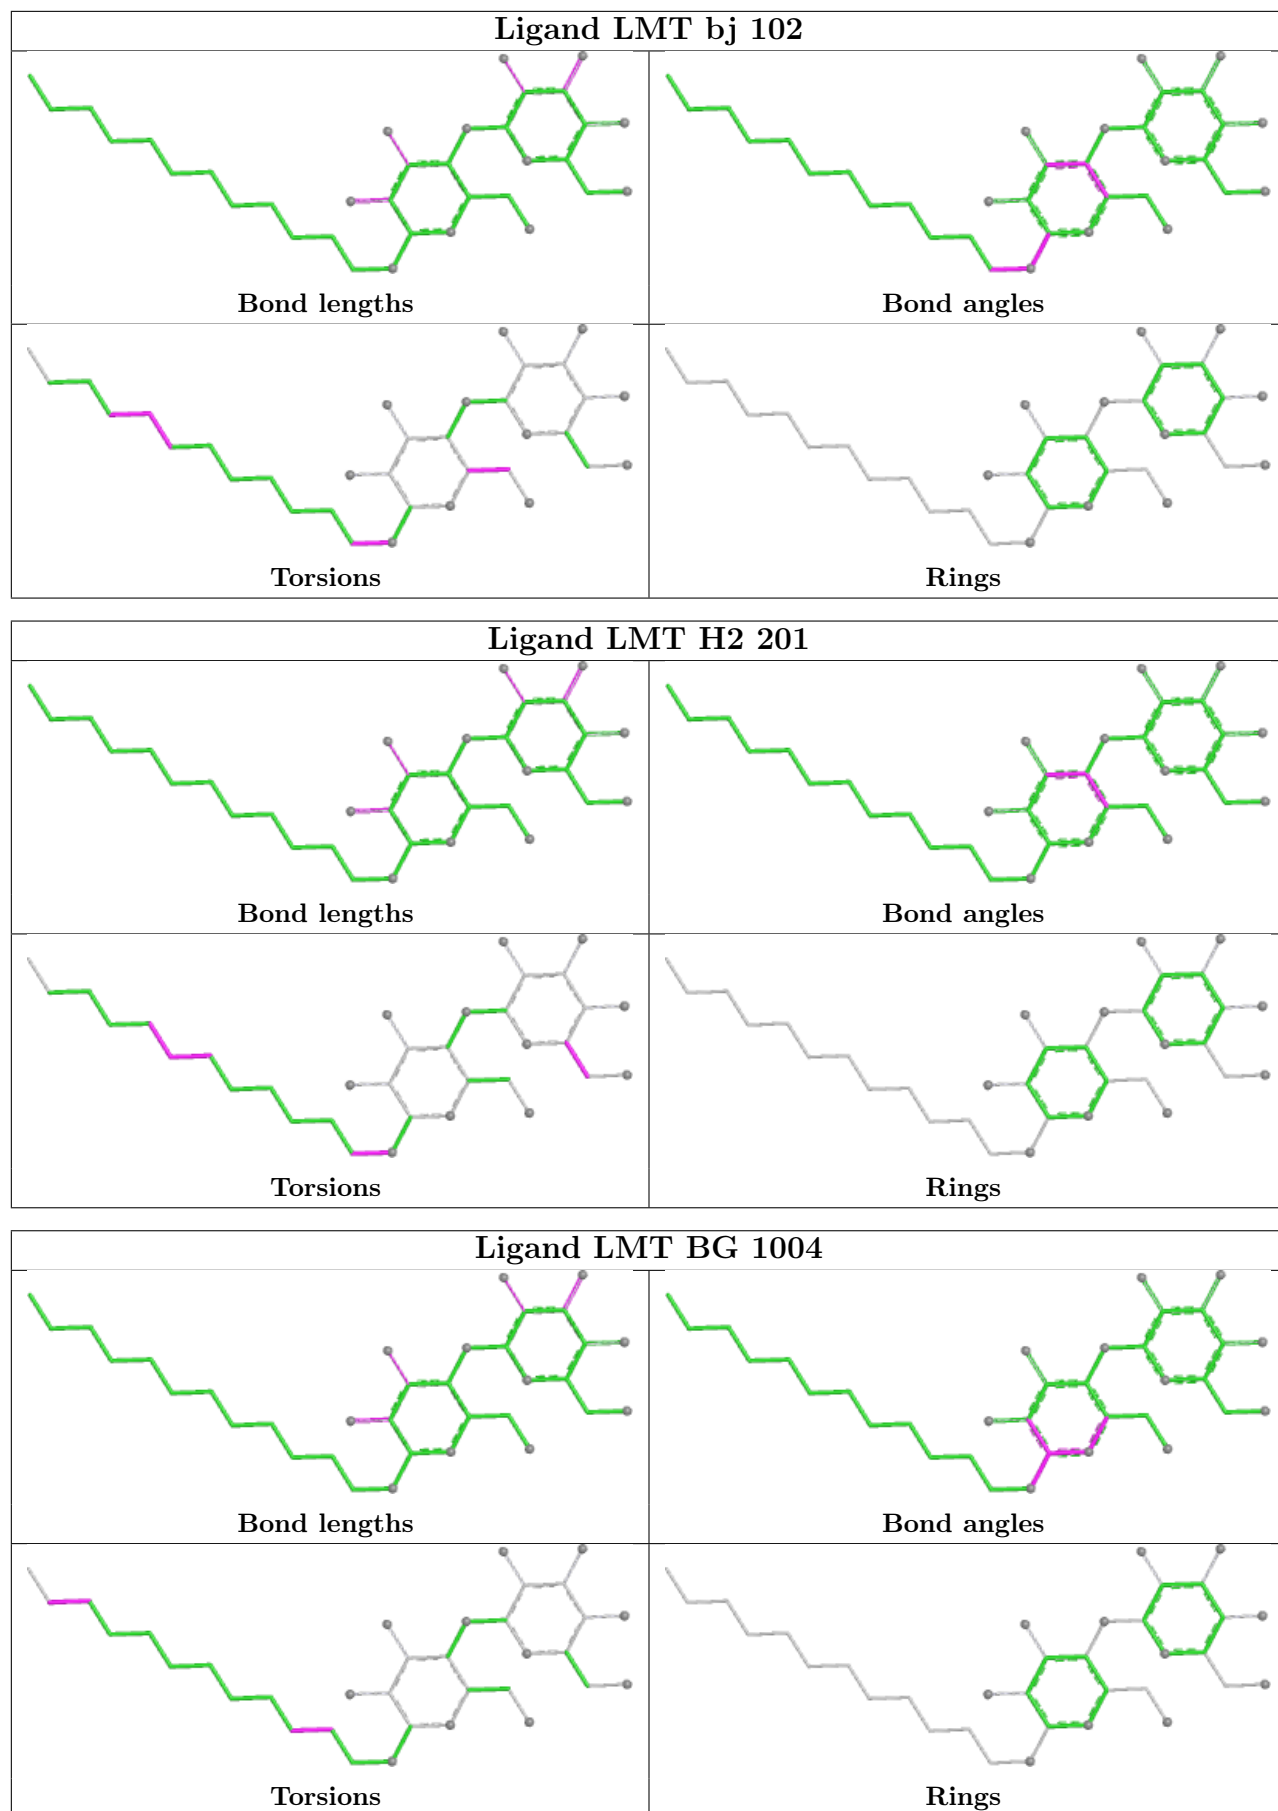 Ligand LMT bj 102
Bond lengths
Bond angles
Torsions
Rings
Ligand LMT H2 201
Bond lengths
Bond angles
Torsions
Rings
Ligand LMT BG 1004
Bond lengths
Bond angles
Torsions
Rings